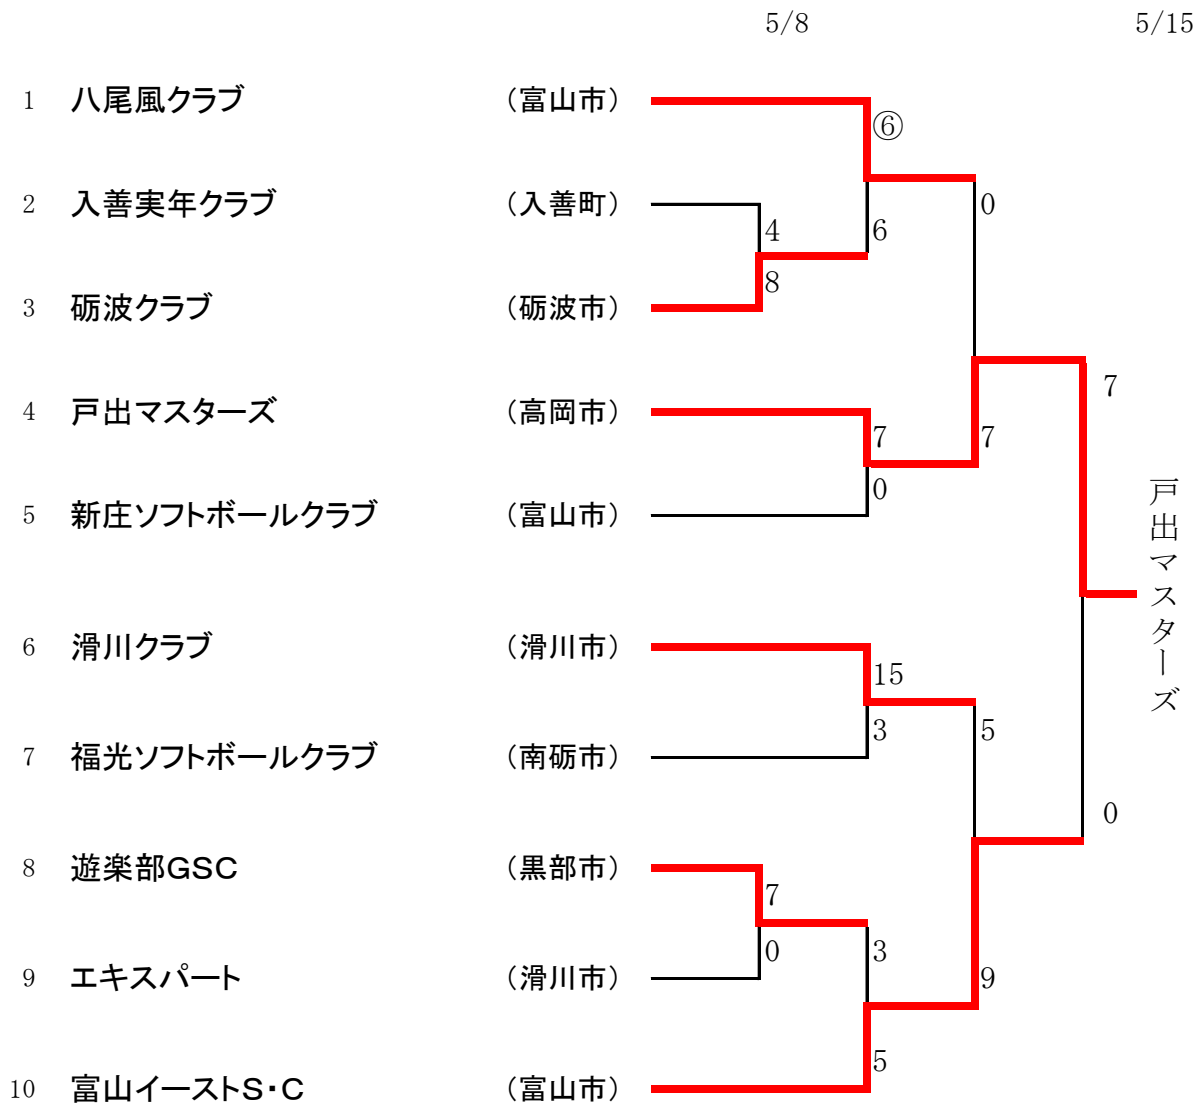 5/8 5/15
1 八尾風クラブ (富山市)
⑥
2 入善実年クラブ (入善町)
0
4
6
8
3 砺波クラブ (砺波市)
7
4 戸出マスターズ (高岡市)
7
7
0
5 新庄ソフトボールクラブ (富山市)
戸出マスターズ
6 滑川クラブ (滑川市)
15
3
5
7 福光ソフトボールクラブ (南砺市)
0
8 遊楽部GSC (黒部市)
7
0
3
9 エキスパート (滑川市)
9
5
10 富山イーストS・C (富山市)